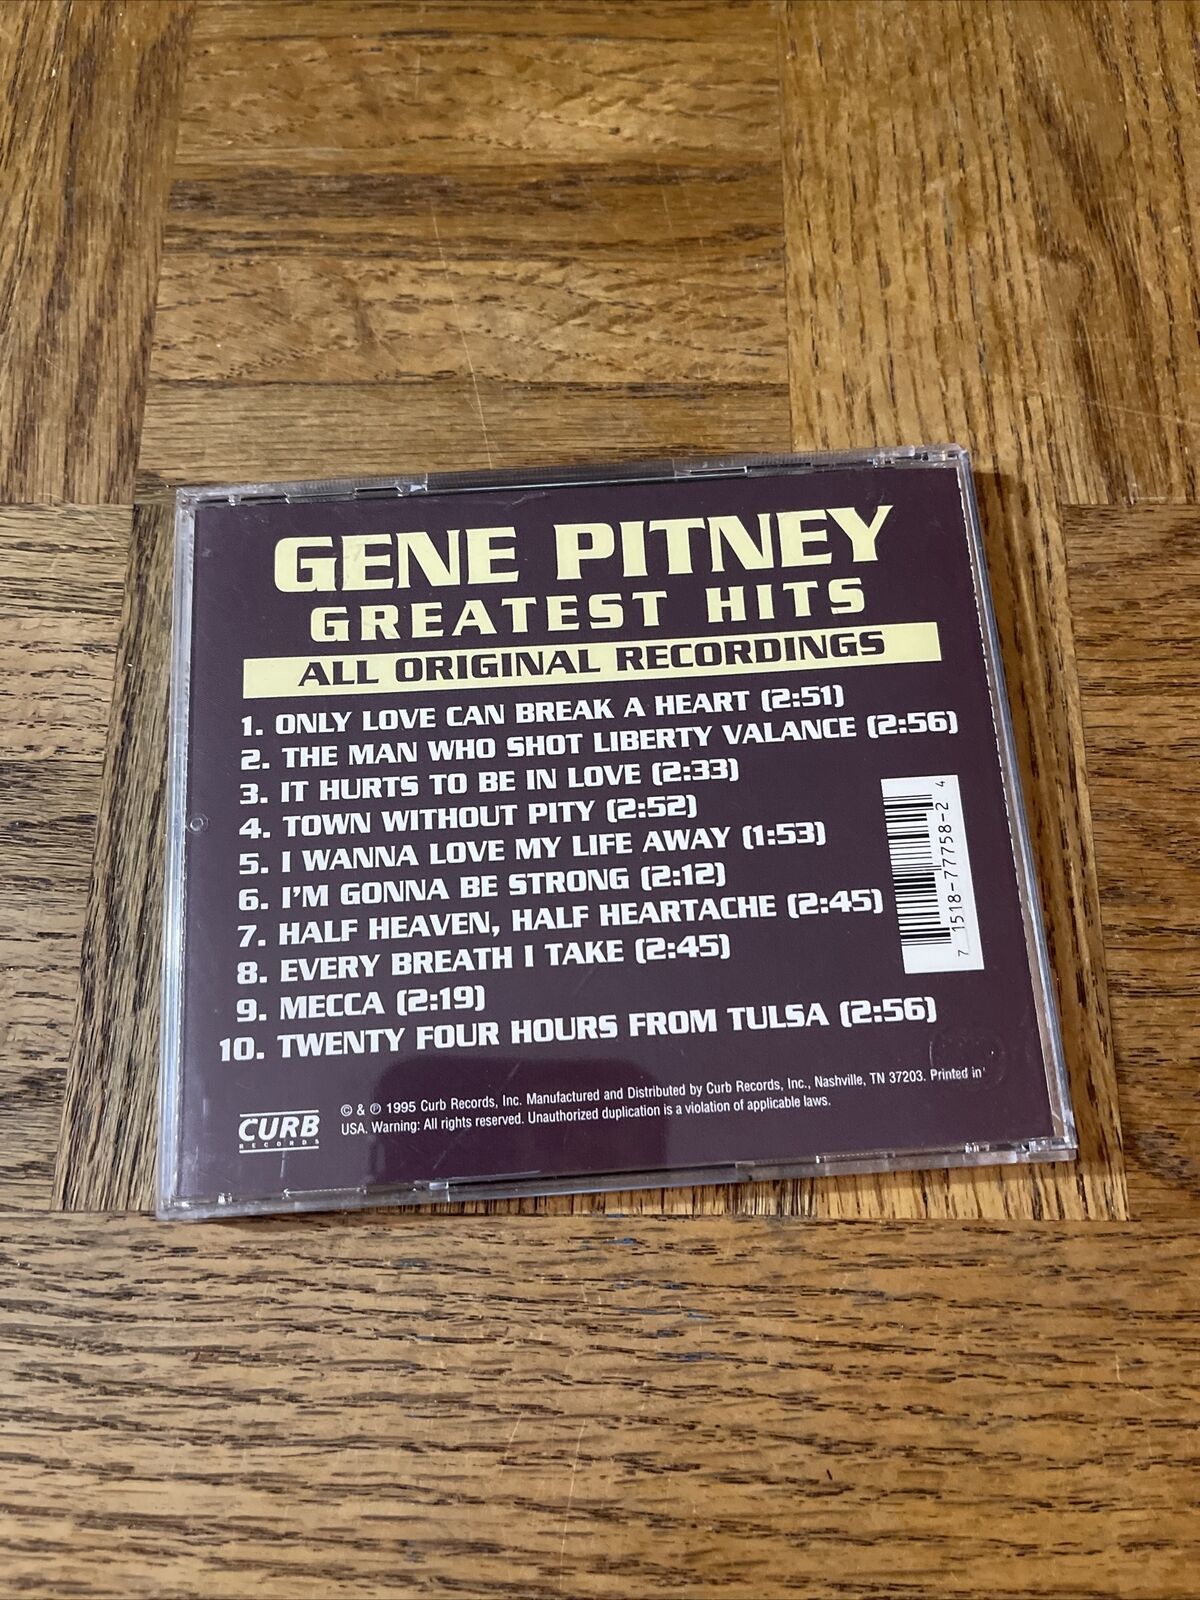 GENE PITNEY
GREATEST HITS
ALL ORIGINAL RECORDINGS
1. ONLY LOVE CAN BREAK A HEART (2:51)
2. THE MAN WHO SHOT LIBERTY VALANCE (2:56)
3. IT HURTS TO BE IN LOVE (2:33)
4. TOWN WITHOUT PITY (2:52)
5. I WANNA LOVE MY LIFE AWAY (1:53)
6. I'M GONNA BE STRONG (2:12)
7. HALF HEAVEN, HALF HEARTACHE (2:45)
8. EVERY BREATH I TAKE (2:45)
9. MECCA (2:19)
10. TWENTY FOUR HOURS FROM TULSA (2:56)
7 1518-77758-2 4
CURB
RECORDS
© & ℗ 1995 Curb Records, Inc. Manufactured and Distributed by Curb Records, Inc., Nashville, TN 37203. Printed in
USA. Warning: All rights reserved. Unauthorized duplication is a violation of applicable laws.